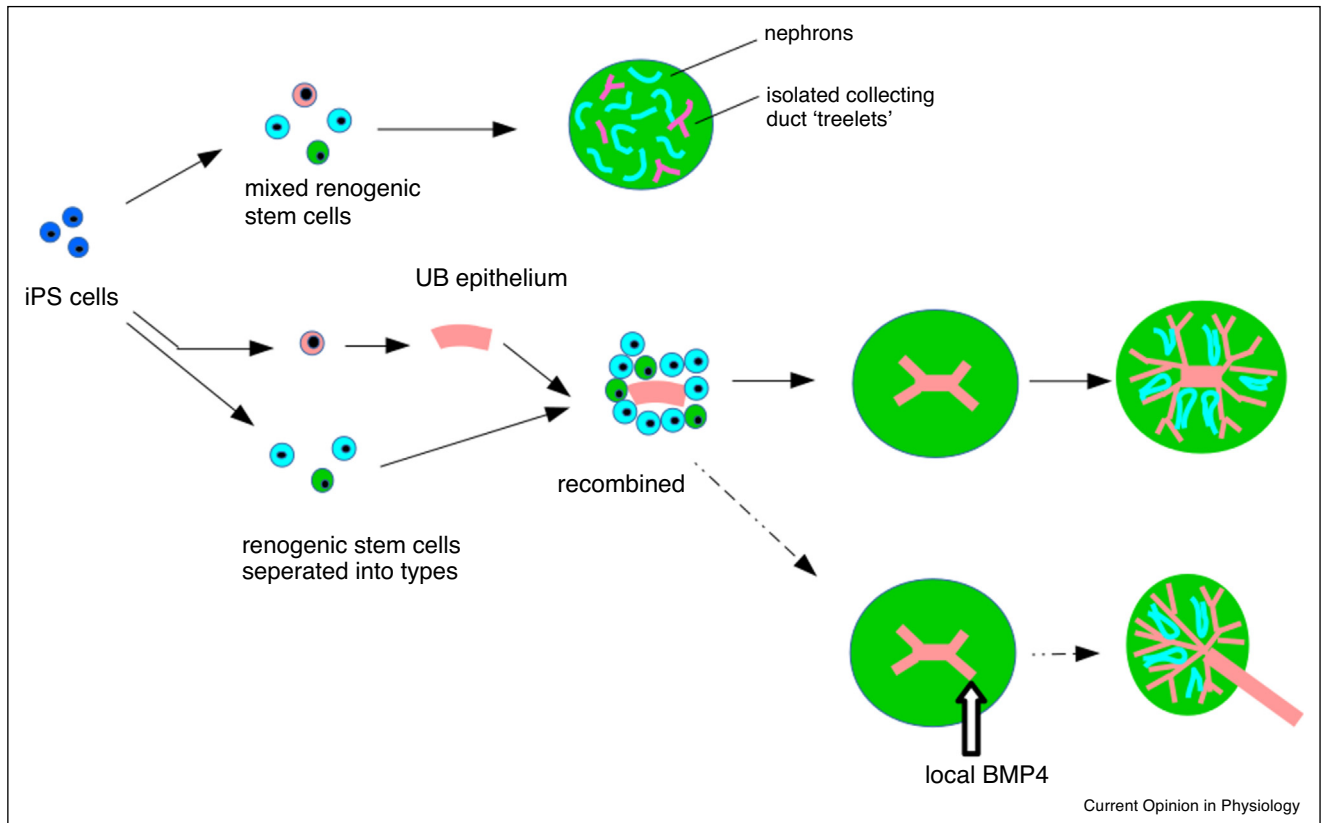 nephrons
isolated collecting
duct ‘treelets’
mixed renogenic
stem cells
iPS cells
UB epithelium
recombined
renogenic stem cells
seperated into types
local BMP4
Current Opinion in Physiology